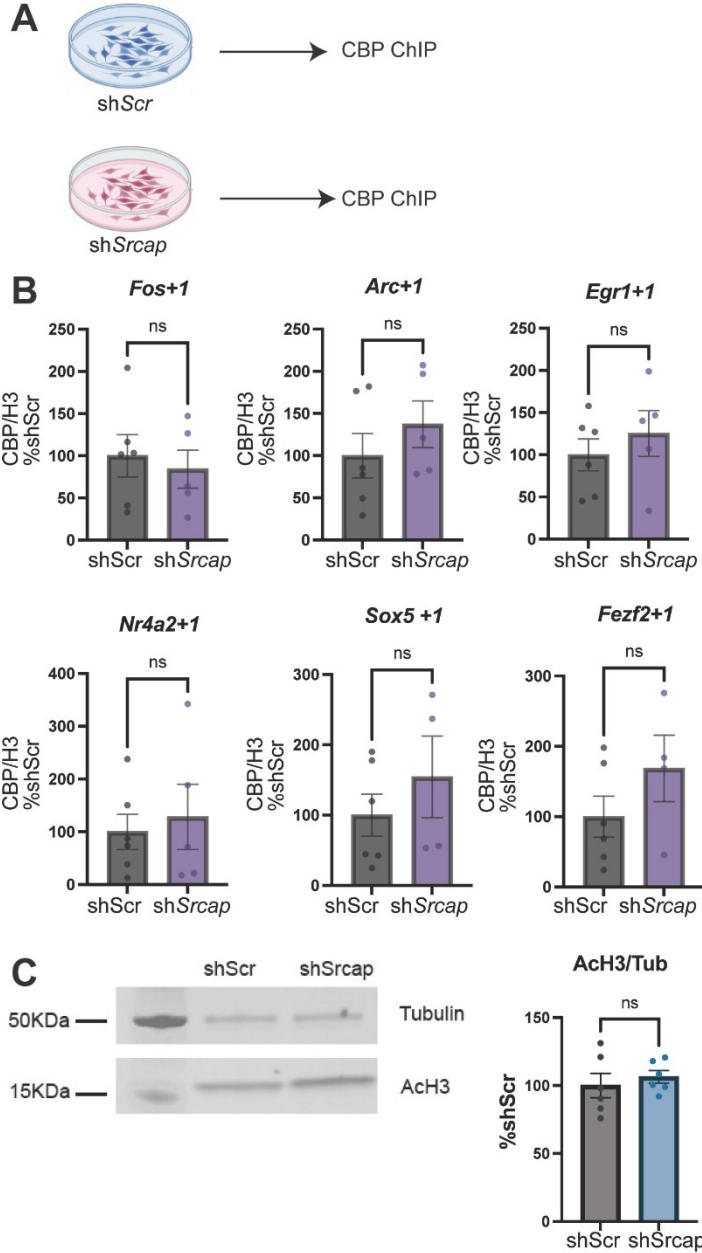 A
CBP ChIP
shScr
CBP ChIP
shSrcap
B
Fos+1
250
200
150
100
50
0
CBP/H3
%shScr
ns
shScr shSrcap
Arc+1
250
200
150
100
50
0
CBP/H3
%shScr
ns
shScr shSrcap
Egr1+1
250
200
150
100
50
0
CBP/H3
%shScr
ns
shScr shSrcap
Nr4a2+1
400
300
200
100
0
CBP/H3
%shScr
ns
shScr shSrcap
Sox5 +1
300
200
100
0
CBP/H3
%shScr
ns
shScr shSrcap
Fezf2+1
300
200
100
0
CBP/H3
%shScr
ns
shScr shSrcap
C
shScr shSrcap
50KDa
Tubulin
15KDa
AcH3
AcH3/Tub
150
100
50
0
%shScr
ns
shScr shSrcap